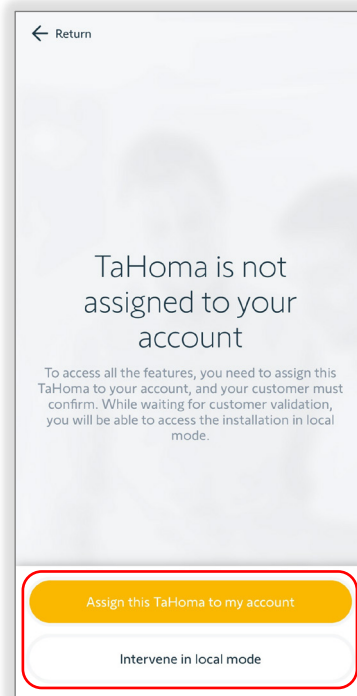 Return
TaHoma is not
assigned to your
account
To access all the features, you need to assign this
TaHoma to your account, and your customer must
confirm. While waiting for customer validation,
you will be able to access the installation in local
mode.
Assign this TaHoma to my account
Intervene in local mode